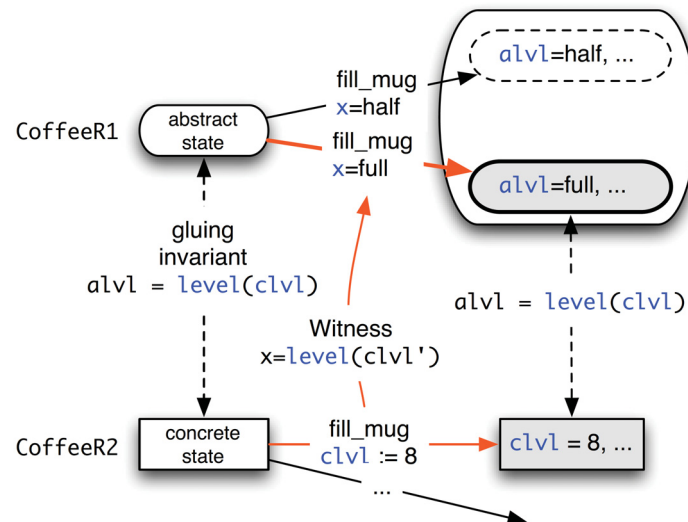 alvl=half, ...
fill_mug
x=half
CoffeeR1
abstract
state
fill_mug
x=full
alvl=full, ...
gluing
invariant
alvl = level(clvl)
alvl = level(clvl)
Witness
x=level(clvl')
CoffeeR2
concrete
state
fill_mug
clvl := 8
clvl = 8, ...
...